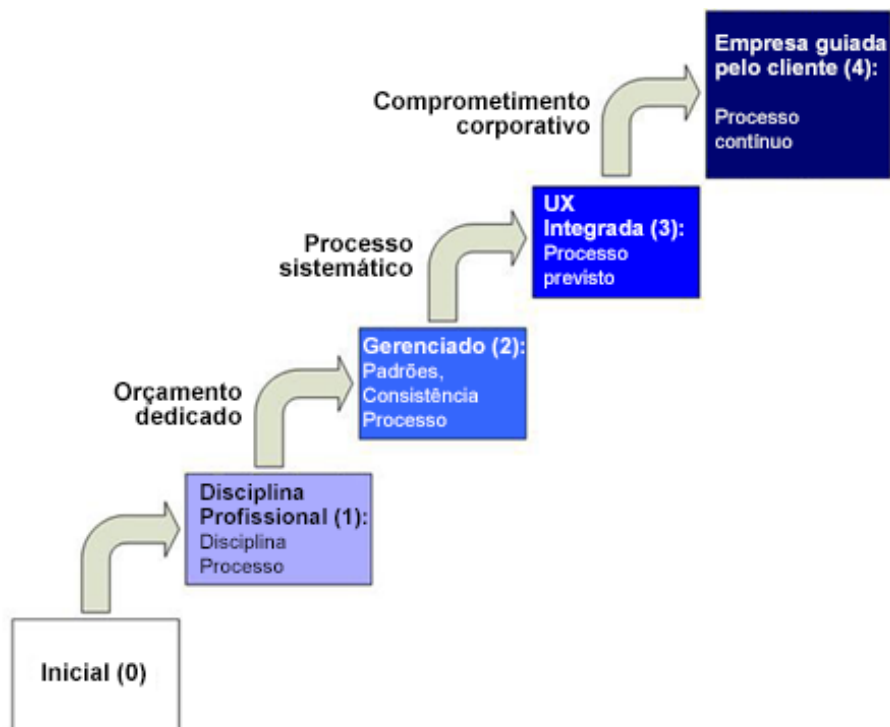 Empresa guiada
pelo cliente (4):
Processo
contínuo
Comprometimento
corporativo
UX
Integrada (3):
Processo
previsto
Processo
sistemático
Gerenciado (2):
Padrões,
Consistência
Processo
Orçamento
dedicado
Disciplina
Profissional (1):
Disciplina
Processo
Inicial (0)